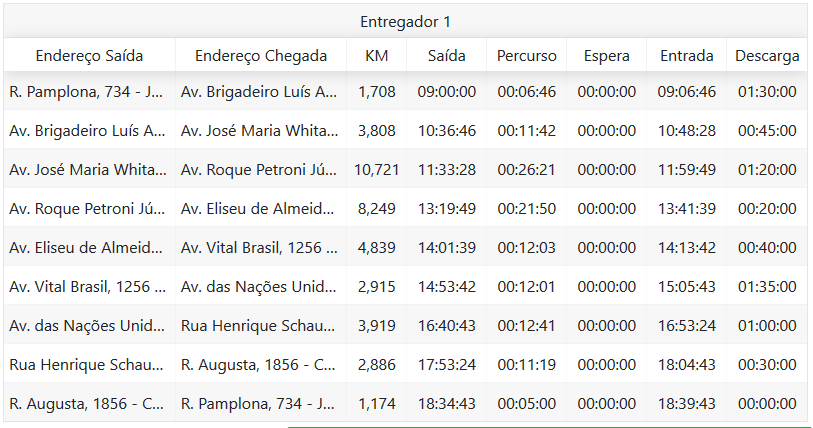 Entregador 1
Endereço Saída Endereço Chegada KM Saída Percurso Espera Entrada Descarga
R. Pamplona, 734 - J... Av. Brigadeiro Luís A... 1,708 09:00:00 00:06:46 00:00:00 09:06:46 01:30:00
Av. Brigadeiro Luís A... Av. José Maria Whita... 3,808 10:36:46 00:11:42 00:00:00 10:48:28 00:45:00
Av. José Maria Whita... Av. Roque Petroni Jú... 10,721 11:33:28 00:26:21 00:00:00 11:59:49 01:20:00
Av. Roque Petroni Jú... Av. Eliseu de Almeid... 8,249 13:19:49 00:21:50 00:00:00 13:41:39 00:20:00
Av. Eliseu de Almeid... Av. Vital Brasil, 1256 ... 4,839 14:01:39 00:12:03 00:00:00 14:13:42 00:40:00
Av. Vital Brasil, 1256 ... Av. das Nações Unid... 2,915 14:53:42 00:12:01 00:00:00 15:05:43 01:35:00
Av. das Nações Unid... Rua Henrique Schau... 3,919 16:40:43 00:12:41 00:00:00 16:53:24 01:00:00
Rua Henrique Schau... R. Augusta, 1856 - C... 2,886 17:53:24 00:11:19 00:00:00 18:04:43 00:30:00
R. Augusta, 1856 - C... R. Pamplona, 734 - J... 1,174 18:34:43 00:05:00 00:00:00 18:39:43 00:00:00